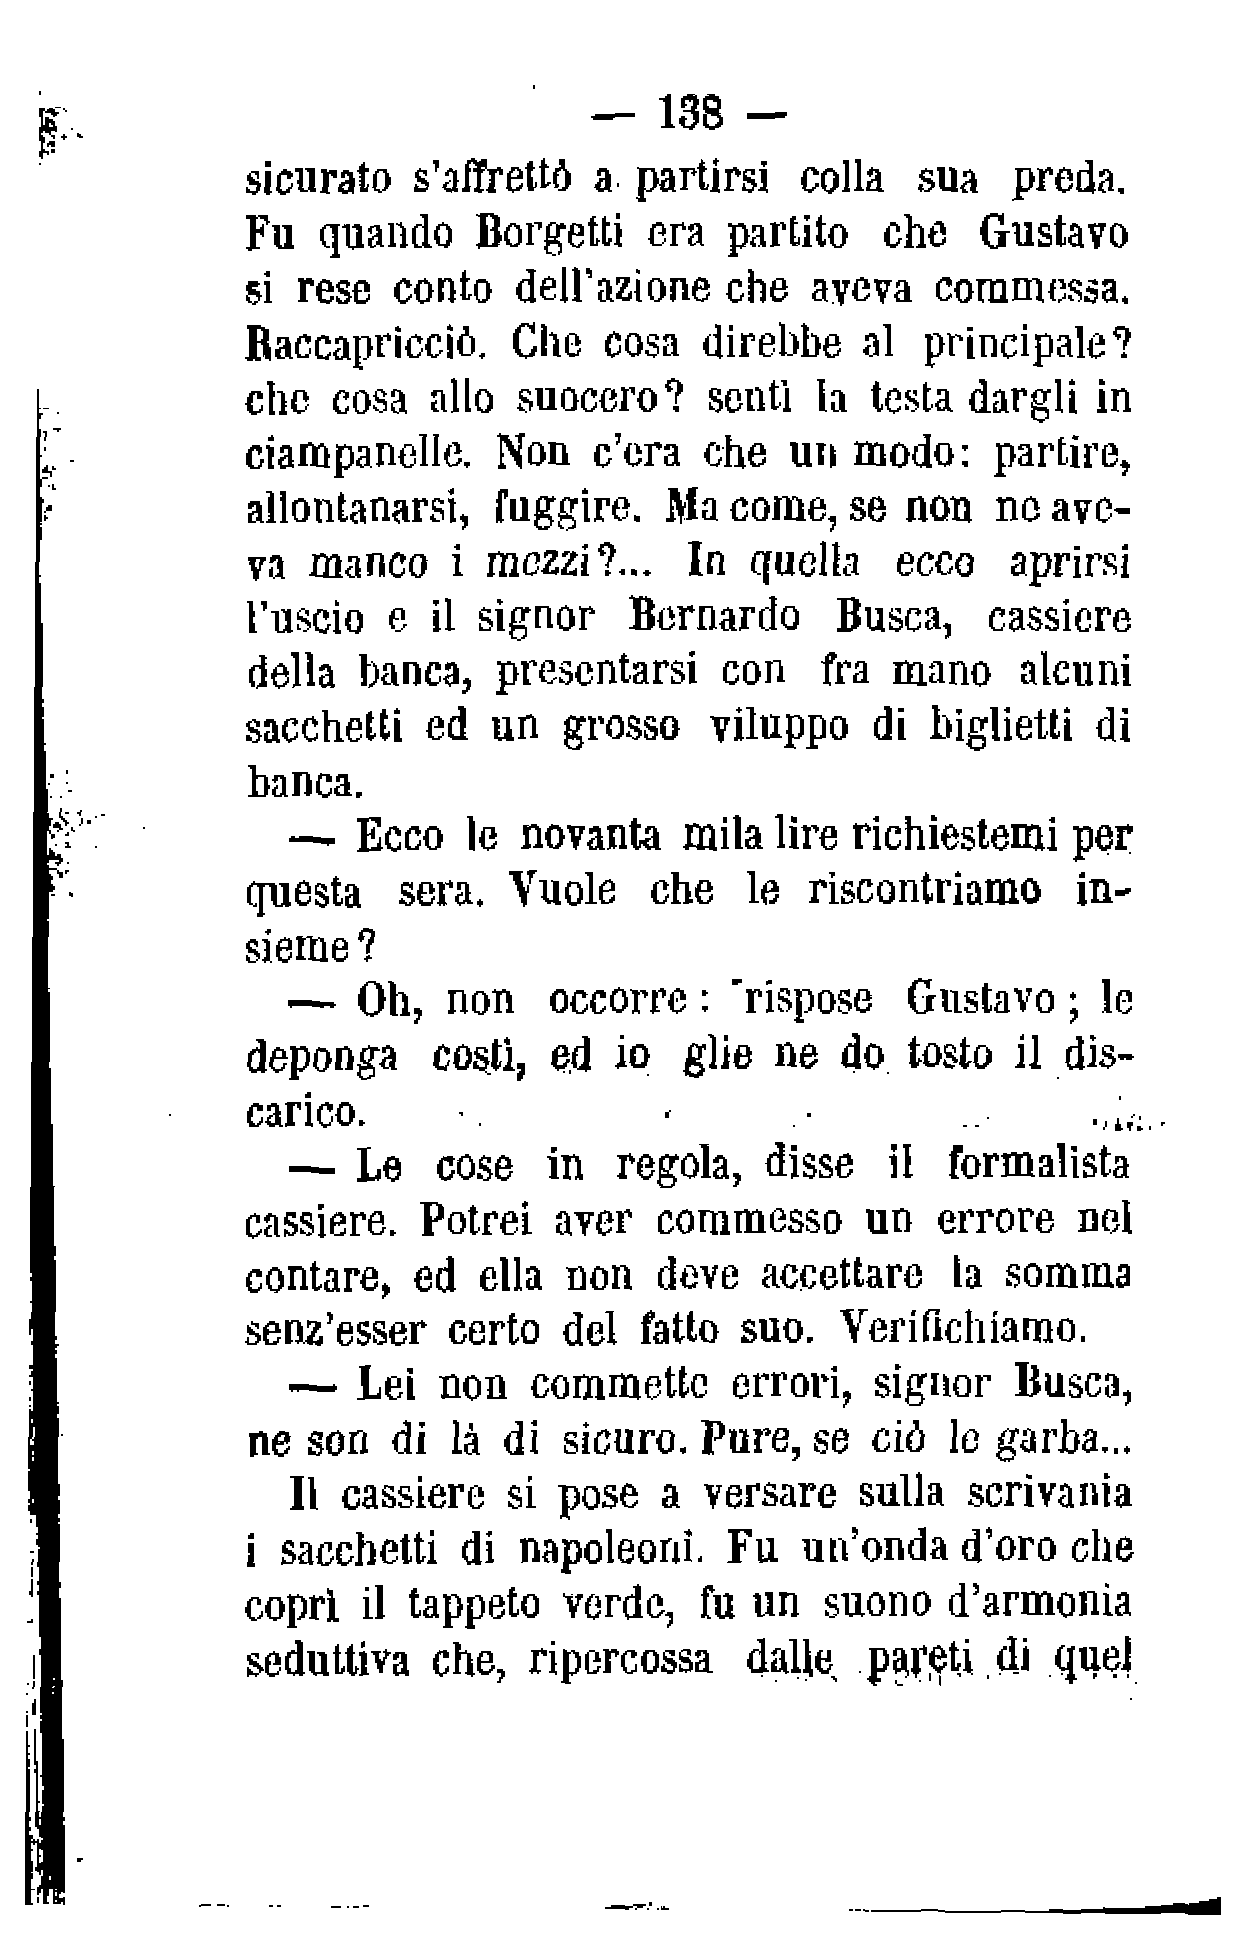 — 138 —
sicurato s'affrettò a partirsi colla sua preda.
Fu quando Borgetti era partito che Gustavo
si rese conto dell'azione che aveva commessa.
Raccapricciò. Che cosa direbbe al principale?
che cosa allo suocero? sentì la testa dargli in
ciampanelle. Non c'era che un modo: partire,
allontanarsi, fuggire. Ma come, se non ne ave-
va manco i mezzi?... In quella ecco aprirsi
l'uscio e il signor Bernardo Busca, cassiere
della banca, presentarsi con fra mano alcuni
sacchetti ed un grosso viluppo di biglietti di
banca.
— Ecco le novanta mila lire richiestemi per
questa sera. Vuole che le riscontriamo in-
sieme?
— Oh, non occorre: rispose Gustavo; le
deponga costì, ed io glie ne do tosto il dis-
carico.
— Le cose in regola, disse il formalista
cassiere. Potrei aver commesso un errore nel
contare, ed ella non deve accettare la somma
senz'esser certo del fatto suo. Verifichiamo.
— Lei non commette errori, signor Busca,
ne son di là di sicuro. Pure, se ciò le garba...
Il cassiere si pose a versare sulla scrivania
i sacchetti di napoleoni. Fu un'onda d'oro che
coprì il tappeto verde, fu un suono d'armonia
seduttiva che, ripercossa dalle pareti di quel